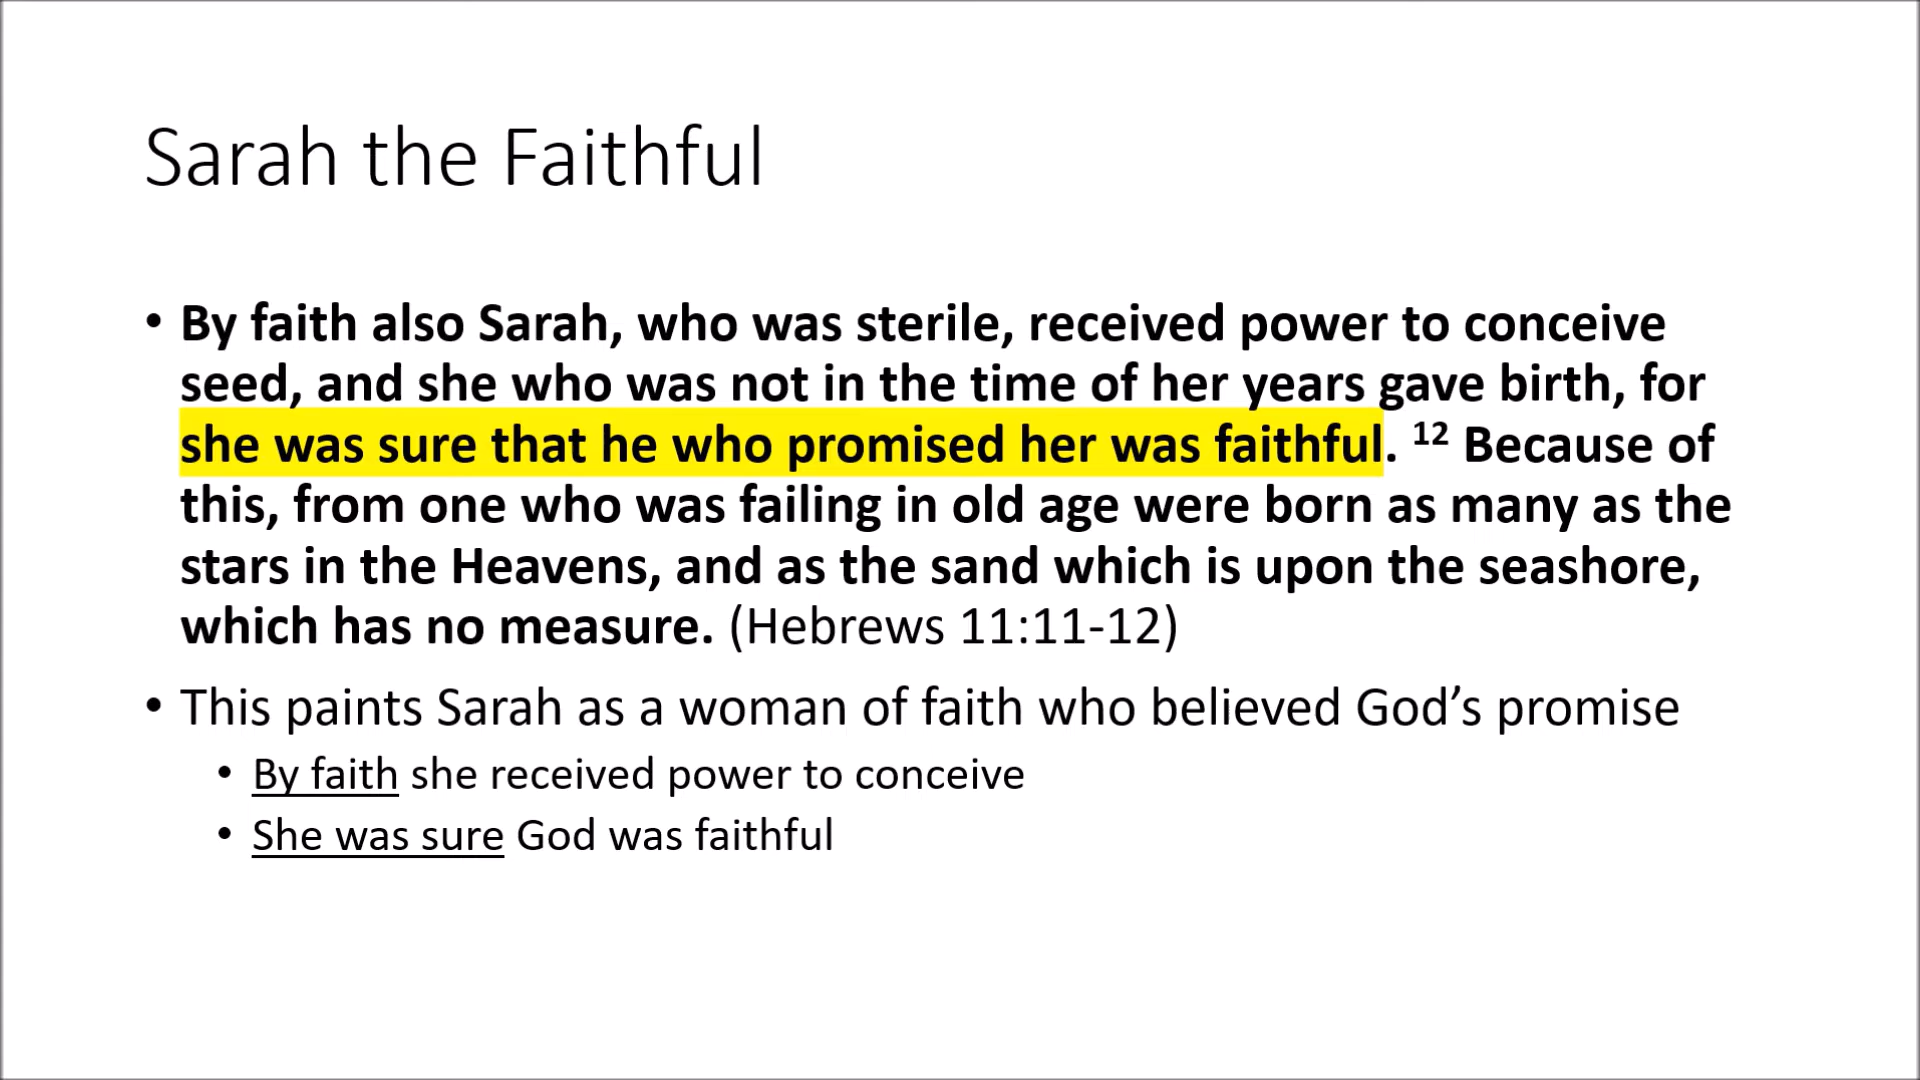 Sarah the Faithful
• By faith also Sarah, who was sterile, received power to conceive
seed, and she who was not in the time of her years gave birth, for
she was sure that he who promised her was faithful. 12 Because of
this, from one who was failing in old age were born as many as the
stars in the Heavens, and as the sand which is upon the seashore,
which has no measure. (Hebrews 11:11-12)
• This paints Sarah as a woman of faith who believed God’s promise
• By faith she received power to conceive
• She was sure God was faithful